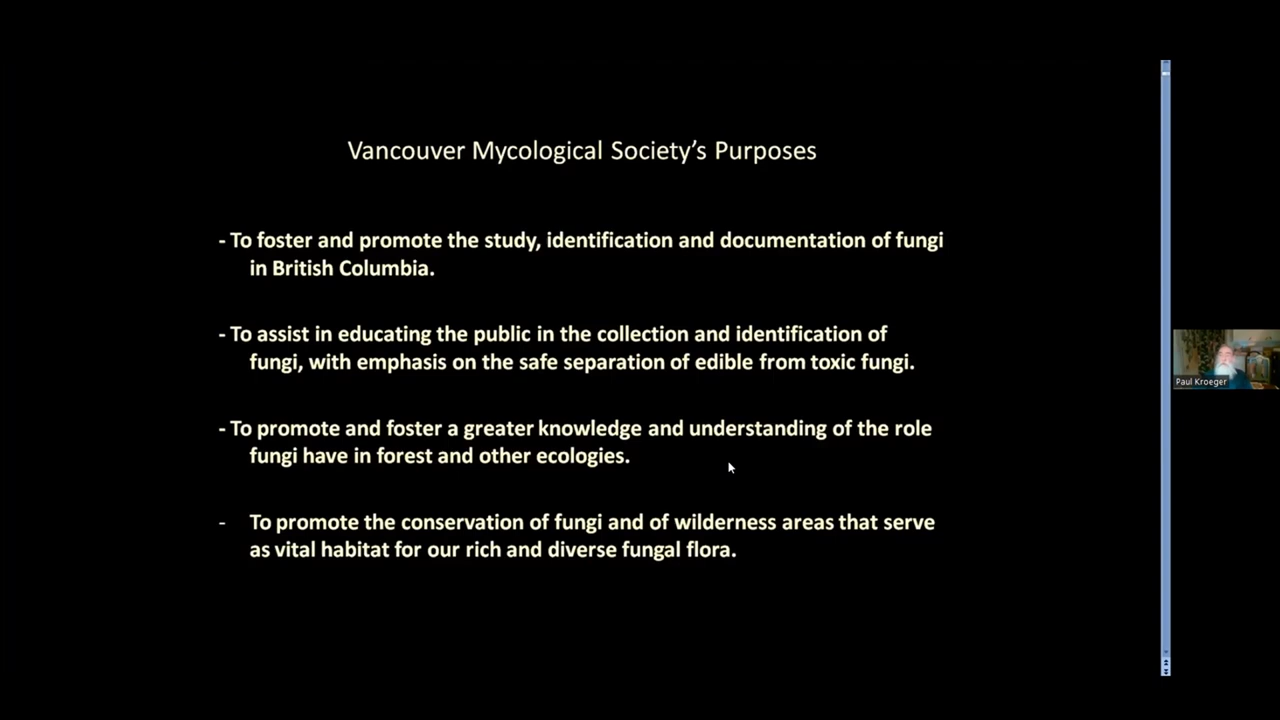 Vancouver Mycological Society’s Purposes
- To foster and promote the study, identification and documentation of fungi
in British Columbia.
- To assist in educating the public in the collection and identification of
fungi, with emphasis on the safe separation of edible from toxic fungi.
- To promote and foster a greater knowledge and understanding of the role
fungi have in forest and other ecologies.
- To promote the conservation of fungi and of wilderness areas that serve
as vital habitat for our rich and diverse fungal flora.
Paul Kroeger